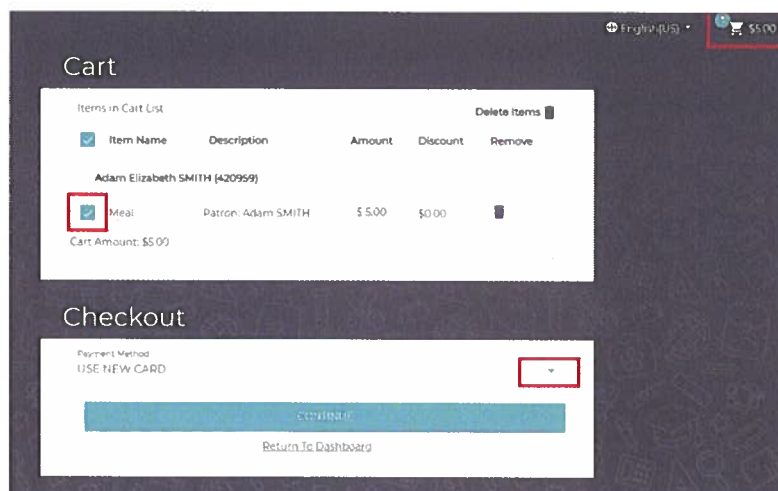 English (US) $5.00
Cart
Items in Cart List
Delete Items
Item Name Description Amount Discount Remove
Adam Elizabeth SMITH (420959)
Meal Patron: Adam SMITH $ 5.00 $0.00
Cart Amount: $5.00
Checkout
Payment Method
USE NEW CARD
CONTINUE
Return To Dashboard